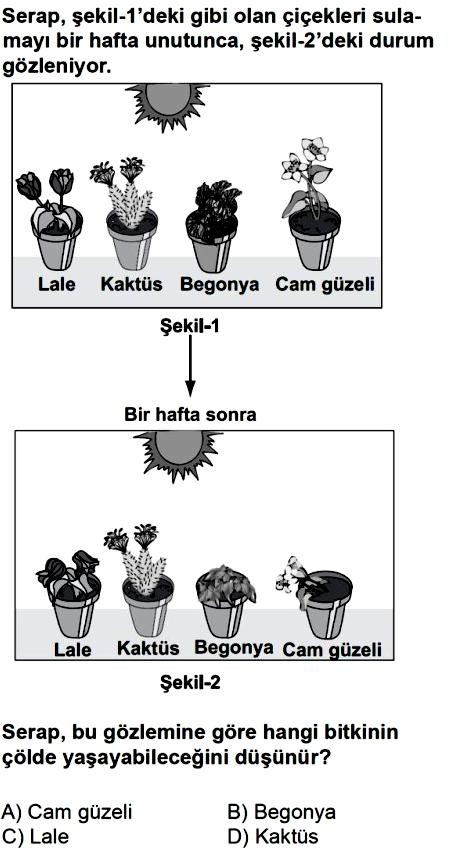 Serap, şekil-1’deki gibi olan çiçekleri sula-
mayı bir hafta unutunca, şekil-2’deki durum
gözleniyor.
Lale Kaktüs Begonya Cam güzeli
Şekil-1
Bir hafta sonra
Lale Kaktüs Begonya Cam güzeli
Şekil-2
Serap, bu gözlemine göre hangi bitkinin
çölde yaşayabileceğini düşünür?
A) Cam güzeli B) Begonya
C) Lale D) Kaktüs